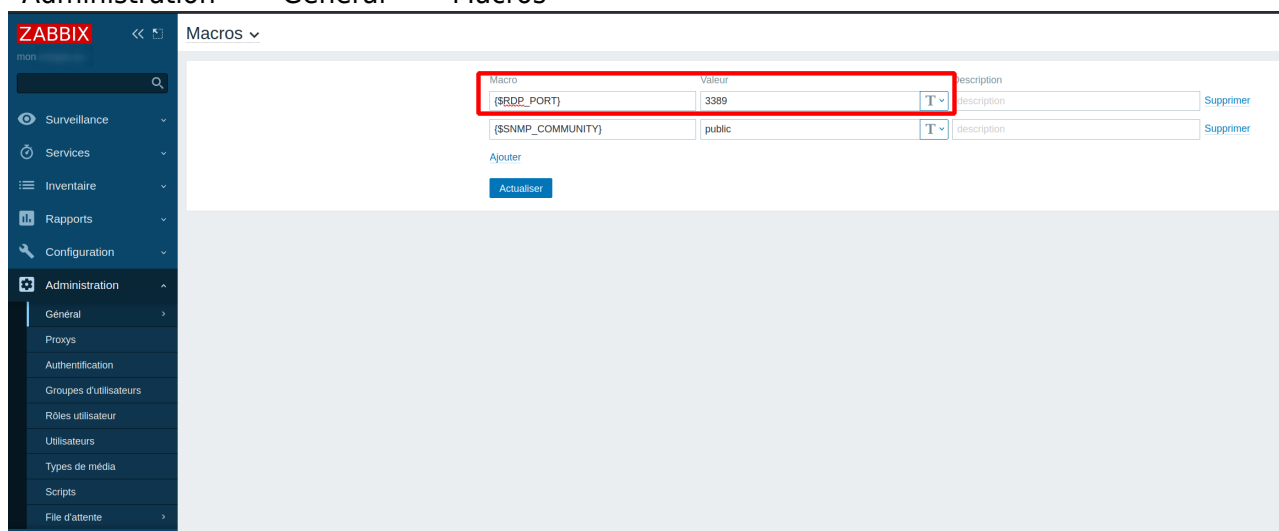 Administration General Macros
ZABBIX
mon
Macros
Macro Valeur Description
{$RDP_PORT} 3389 T description Supprimer
{$SNMP_COMMUNITY} public T description Supprimer
Ajouter
Actualiser
Surveillance
Services
Inventaire
Rapports
Configuration
Administration
Général
Proxys
Authentification
Groupes d'utilisateurs
Rôles utilisateur
Utilisateurs
Types de média
Scripts
File d'attente